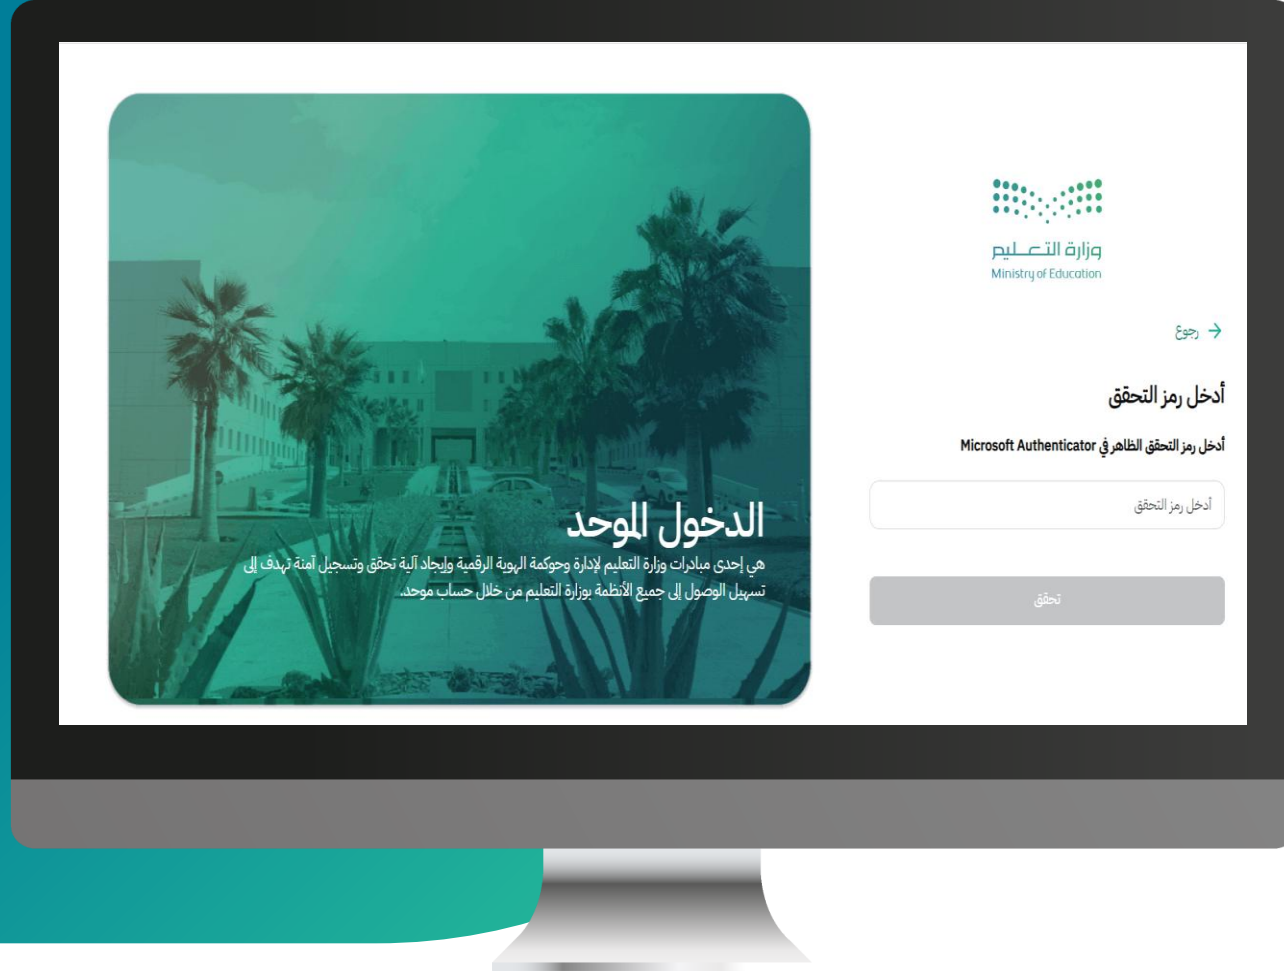 وزارة التعليم
Ministry of Education
رجوع
أدخل رمز التحقق
أدخل رمز التحقق الظاهر في Microsoft Authenticator
أدخل رمز التحقق
تحقق
الدخول الموحد
هي إحدى مبادرات وزارة التعليم لإدارة وحوكمة الهوية الرقمية وإيجاد آلية تحقق وتسجيل آمنة تهدف إلى
تسهيل الوصول إلى جميع الأنظمة بوزارة التعليم من خلال حساب موحد.